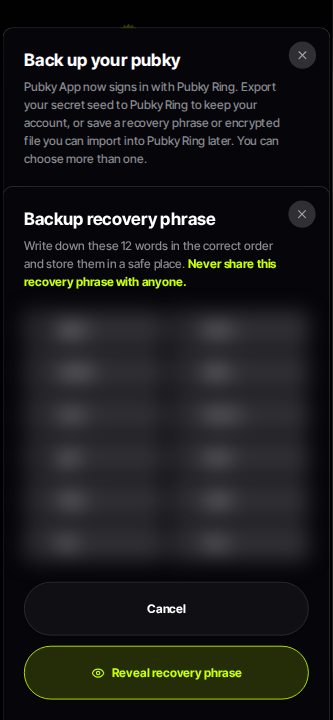 Back up your pubky
Pubky App now signs in with Pubky Ring. Export
your secret seed to Pubky Ring to keep your
account, or save a recovery phrase or encrypted
file you can import into Pubky Ring later. You can
choose more than one.
Backup recovery phrase
Write down these 12 words in the correct order
and store them in a safe place. Never share this
recovery phrase with anyone.
Cancel
Reveal recovery phrase